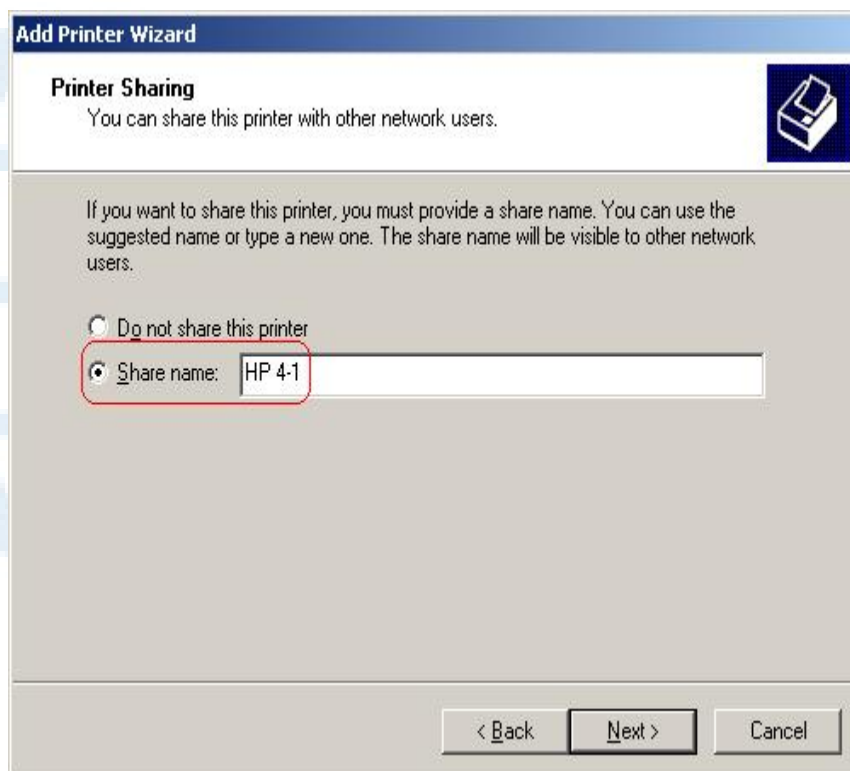 Add Printer Wizard
Printer Sharing
You can share this printer with other network users.
If you want to share this printer, you must provide a share name. You can use the
suggested name or type a new one. The share name will be visible to other network
users.
Do not share this printer
Share name: HP 4-1
< Back Next > Cancel